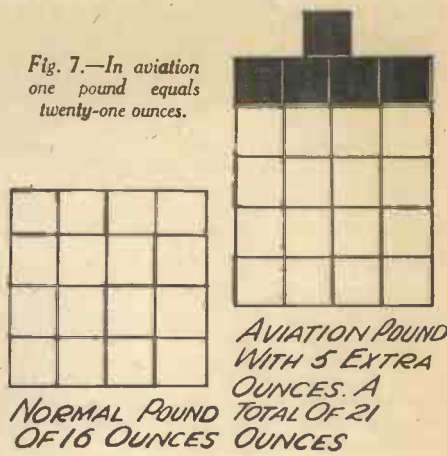 Fig. 7.—In aviation
one pound equals
twenty-one ounces.
NORMAL POUND
OF 16 OUNCES
AVIATION POUND
WITH 5 EXTRA
OUNCES. A
TOTAL OF 21
OUNCES